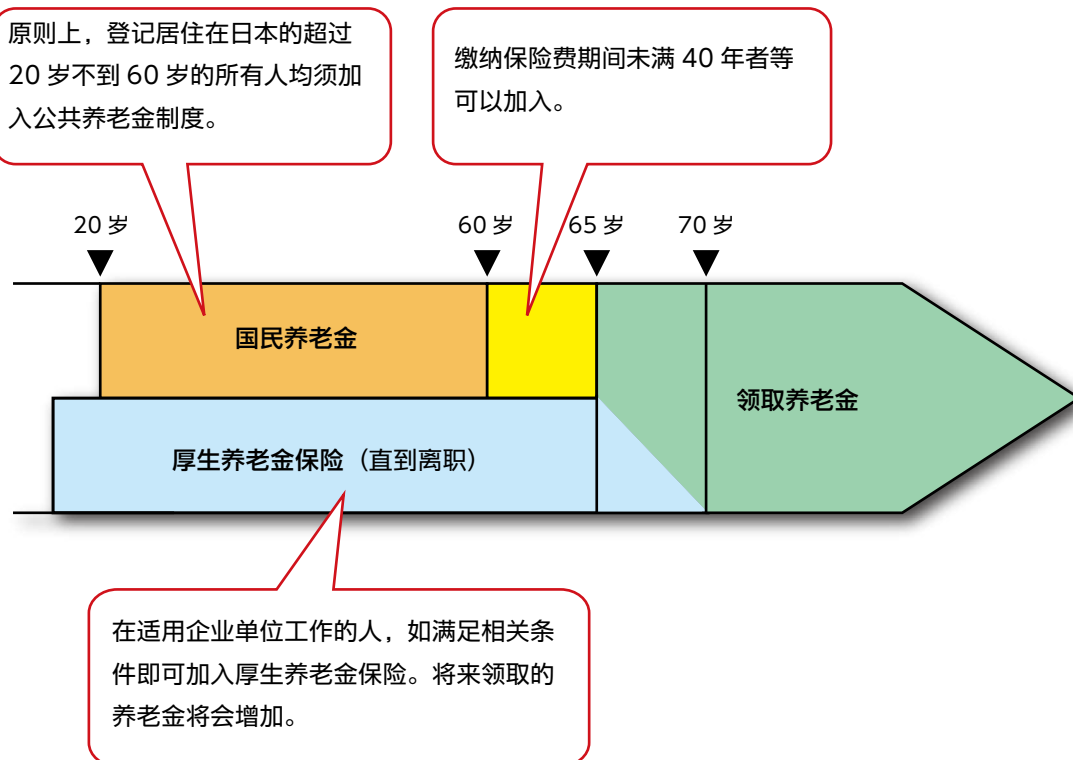 原则上，登记居住在日本的超过
20 岁不到 60 岁的所有人均须加
入公共养老金制度。
缴纳保险费期间未满 40 年者等
可以加入。
20 岁
60 岁
65 岁
70 岁
国民养老金
领取养老金
厚生养老金保险（直到离职）
在适用企业单位工作的人，如满足相关条
件即可加入厚生养老金保险。将来领取的
养老金将会增加。